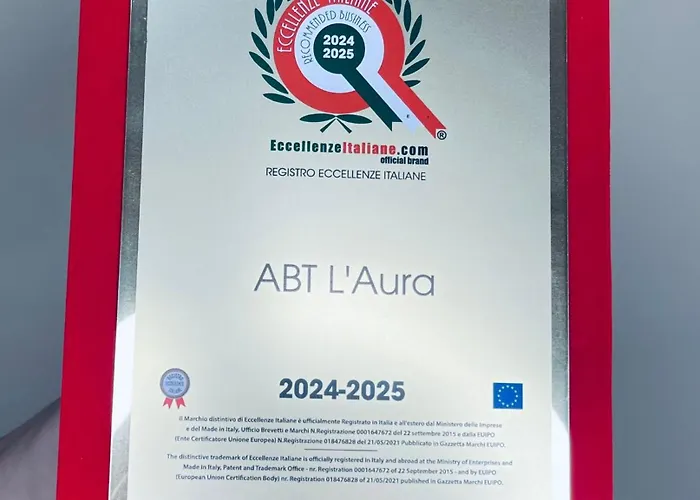 ECCELLENZE ITALIANE
RECOMMENDED BUSINESS
2024
2025
®
EccellenzeItaliane.com
official brand
REGISTRO ECCELLENZE ITALIANE
ABT L'Aura
2024-2025
Il Marchio distintivo di Eccellenze Italiane è ufficialmente Registrato in Italia e all'estero dal Ministero delle Imprese
e del Made in Italy, Ufficio Brevetti e Marchi N.Registrazione 0001647672 del 22 settembre 2015 e dalla EUIPO
(Ente Certificatore Unione Europea) N.Registrazione 018476828 del 21/05/2021 Pubblicato in Gazzetta Marchi EUIPO.
The distinctive trademark of Eccellenze Italiane is officially registered in Italy and abroad at the Ministry of Enterprises and
Made in Italy, Patent and Trademark Office - nr. Registration 0001647672 of 22 September 2015 - and by EUIPO
(European Union Certification Body) nr. Registration 018476828 of 21/05/2021 published in Gazzetta Marchi EUIPO.